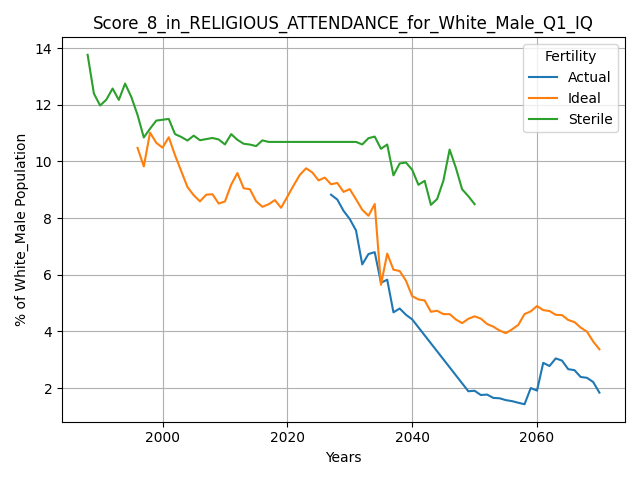 Score_8_in_RELIGIOUS_ATTENDANCE_for_White_Male_Q1_IQ
Fertility
Actual
Ideal
Sterile
% of White_Male Population
14
12
10
8
6
4
2
2000
2020
2040
2060
Years